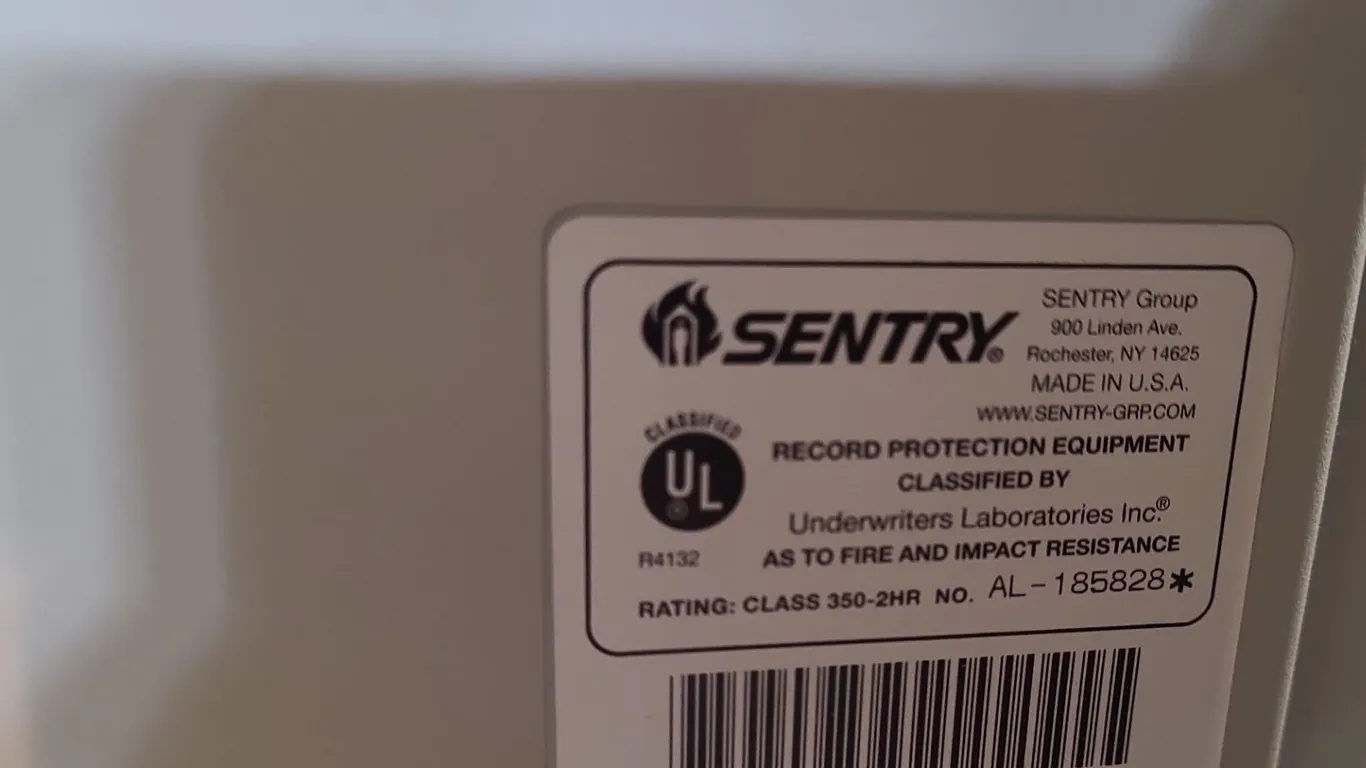 SENTRY®
SENTRY Group
900 Linden Ave.
Rochester, NY 14625
MADE IN U.S.A.
WWW.SENTRY-GRP.COM
CLASSIFIED
UL®
R4132
RECORD PROTECTION EQUIPMENT
CLASSIFIED BY
Underwriters Laboratories Inc.®
AS TO FIRE AND IMPACT RESISTANCE
RATING: CLASS 350-2HR NO. AL-185828*